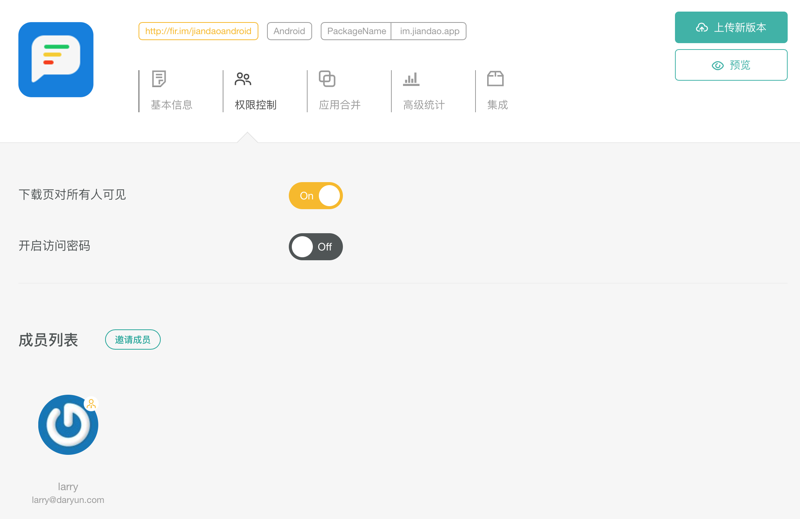 http://fir.im/jiandaoandroid Android PackageName im.jiandao.app
上传新版本
预览
基本信息 权限控制 应用合并 高级统计 集成
下载页对所有人可见 On
开启访问密码 Off
成员列表 邀请成员
larry
larry@daryun.com